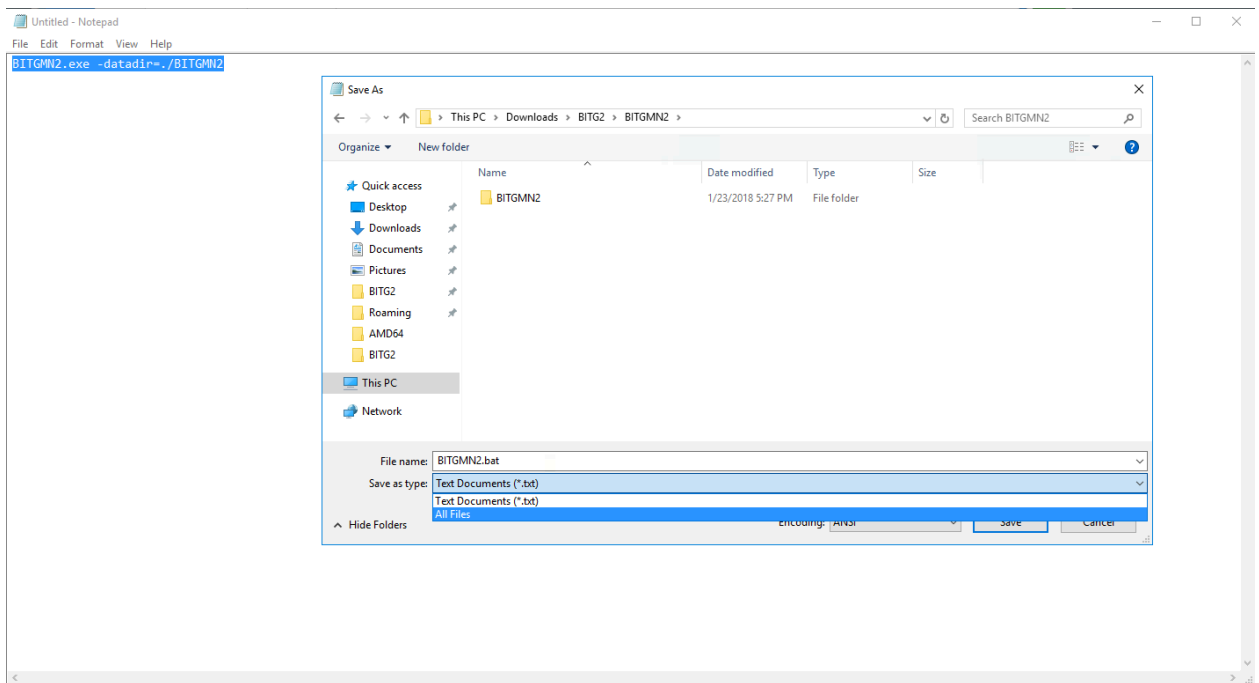 Untitled - Notepad
File Edit Format View Help
BITGMN2.exe -datadir=./BITGMN2
Save As
This PC > Downloads > BITG2 > BITGMN2 >
Search BITGMN2
Organize
New folder
Name Date modified Type Size
Quick access
BITGMN2 1/23/2018 5:27 PM File folder
Desktop
Downloads
Documents
Pictures
BITG2
Roaming
AMD64
BITG2
This PC
Network
File name: BITGMN2.bat
Save as type: Text Documents (*.txt)
Text Documents (*.txt)
All Files
Hide Folders Encoding: ANSI Save Cancel